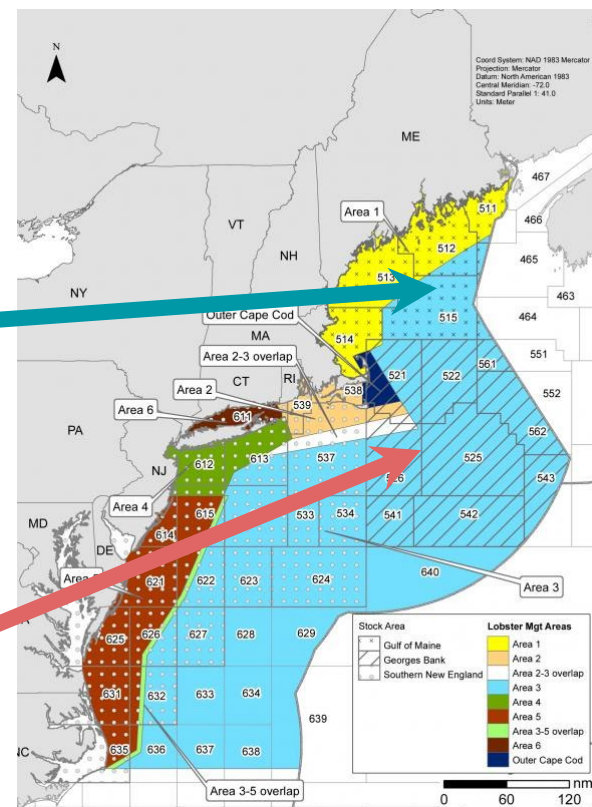 N
Coord System: NAD 1983 Mercator
Projection: Mercator
Datum: North American 1983
Central Meridian: -72.0
Standard Parallel 1: 41.0
Units: Meter
ME
467
Area 1
511
466
VT
512
465
NH
513
463
NY
515
464
Outer Cape Cod
514
MA
551
Area 2-3 overlap
521
522
561
CT
RI
Area 2
538
552
539
Area 6
611
562
PA
613
537
525
612
526
543
NJ
Area 4
615
533
534
541
542
MD
614
DE
640
621
622
623
624
Area 3
625
626
627
628
629
Stock Area
Gulf of Maine
Georges Bank
Southern New England
Lobster Mgt Areas
Area 1
Area 2
Area 2-3 overlap
Area 3
Area 4
Area 5
Area 3-5 overlap
Area 6
Outer Cape Cod
631
632
633
634
639
NC
635
636
637
638
Area 3-5 overlap
nm
0
60
120